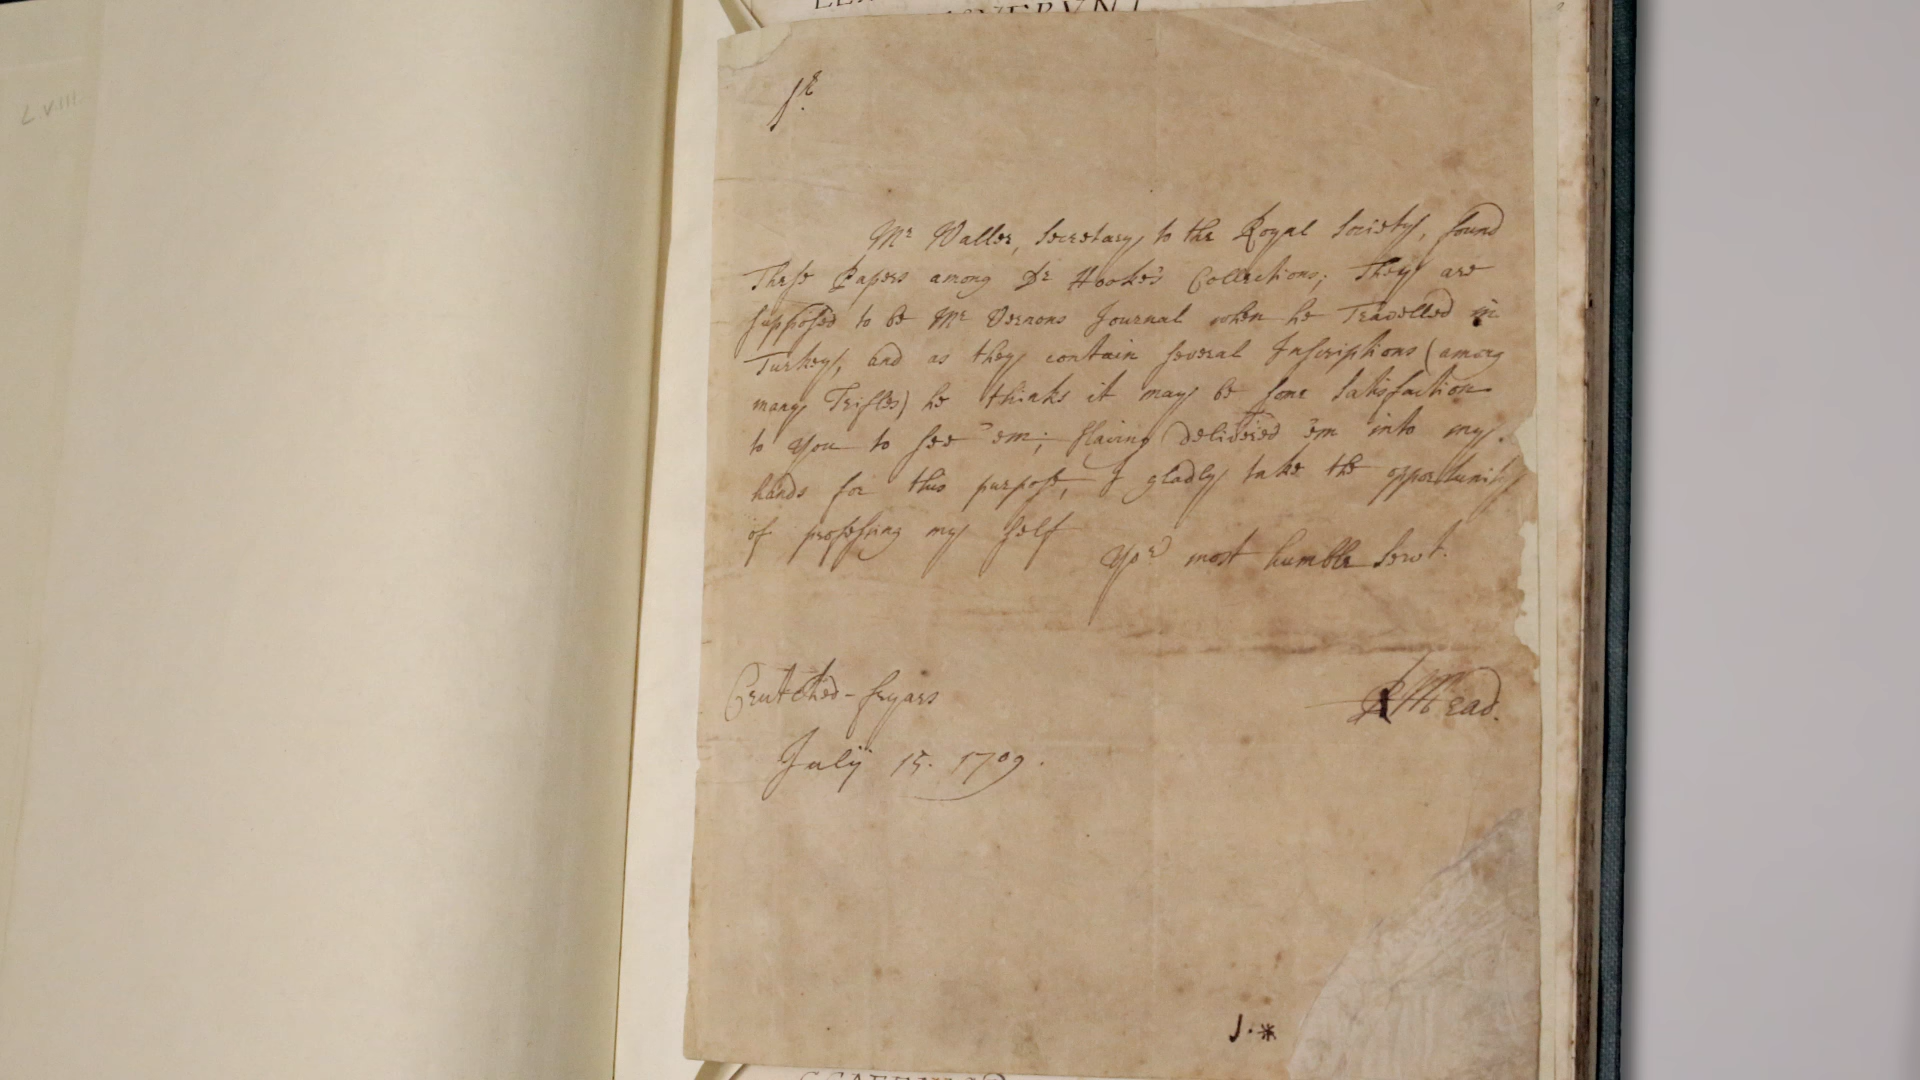 L.VIII.
Sr.
Mr Waller, Secretary to the Royal Society, found
These Papers among Dr Hooke's Collections; They are
supposed to be Mr Vernons Journal when he Travelled in
Turkey, and as they contain several Inscriptions (among
many Trifles) he thinks it may be some Satisfaction
to You to see 'em; Having Delivered 'em into my
hands for this purpose, I gladly take the opportunity
of professing my self
Yor most humble Servt.
RMead.
Crutched-fryars
July 15. 1709.
1.*